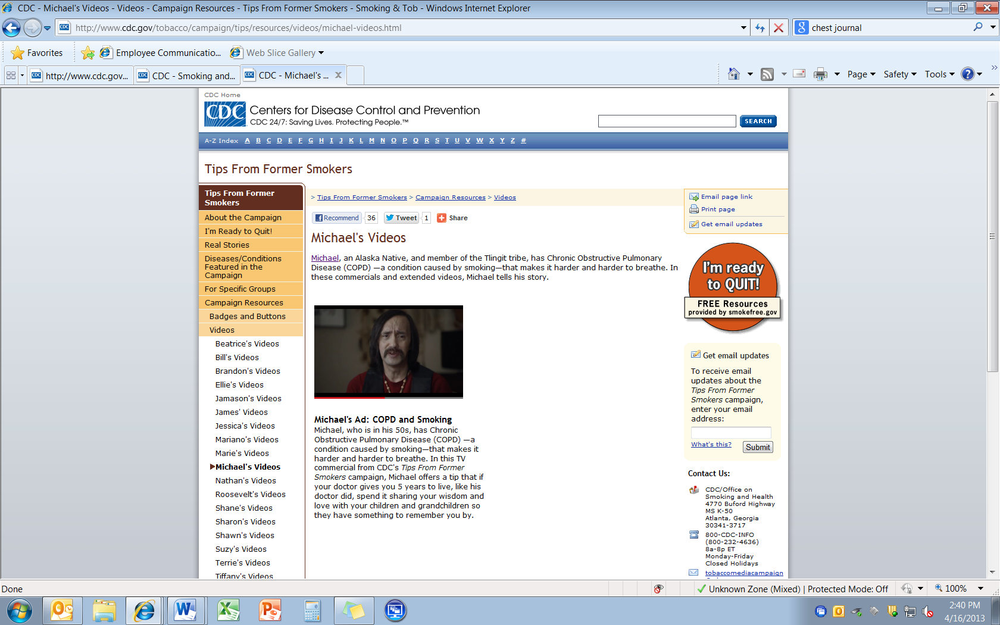 CDC - Michael's Videos - Videos - Campaign Resources - Tips From Former Smokers - Smoking & Tob - Windows Internet Explorer
http://www.cdc.gov/tobacco/campaign/tips/resources/videos/michael-videos.html
chest journal
Favorites
Employee Communicatio...
Web Slice Gallery
http://www.cdc.gov...
CDC - Smoking and...
CDC - Michael's ...
Page
Safety
Tools
CDC Home
CDC
Centers for Disease Control and Prevention
CDC 24/7: Saving Lives. Protecting People.™
SEARCH
A-Z Index A B C D E F G H I J K L M N O P Q R S T U V W X Y Z #
Tips From Former Smokers
Tips From Former
Smokers
About the Campaign
I'm Ready to Quit!
Real Stories
Diseases/Conditions
Featured in the
Campaign
For Specific Groups
Campaign Resources
Badges and Buttons
Videos
Beatrice's Videos
Bill's Videos
Brandon's Videos
Ellie's Videos
Jamason's Videos
James' Videos
Jessica's Videos
Mariano's Videos
Marie's Videos
Michael's Videos
Nathan's Videos
Roosevelt's Videos
Shane's Videos
Sharon's Videos
Shawn's Videos
Suzy's Videos
Terrie's Videos
Tiffany's Videos
> Tips From Former Smokers > Campaign Resources > Videos
Recommend 36 Tweet 1 Share
Michael's Videos
Michael, an Alaska Native, and member of the Tlingit tribe, has Chronic Obstructive Pulmonary
Disease (COPD) —a condition caused by smoking—that makes it harder and harder to breathe. In
these commercials and extended videos, Michael tells his story.
Michael's Ad: COPD and Smoking
Michael, who is in his 50s, has Chronic
Obstructive Pulmonary Disease (COPD) —a
condition caused by smoking—that makes it
harder and harder to breathe. In this TV
commercial from CDC's Tips From Former
Smokers campaign, Michael offers a tip that if
your doctor gives you 5 years to live, like his
doctor did, spend it sharing your wisdom and
love with your children and grandchildren so
they have something to remember you by.
Email page link
Print page
Get email updates
I'm ready
to QUIT!
FREE Resources
provided by smokefree.gov
Get email updates
To receive email
updates about the
Tips From Former
Smokers campaign,
enter your email
address:
What's this?
Submit
Contact Us:
CDC/Office on
Smoking and Health
4770 Buford Highway
MS K-50
Atlanta, Georgia
30341-3717
800-CDC-INFO
(800-232-4636)
8a-8p ET
Monday-Friday
Closed Holidays
tobaccomediacampaign
Done
Unknown Zone (Mixed) | Protected Mode: Off
100%
2:40 PM
4/16/2013